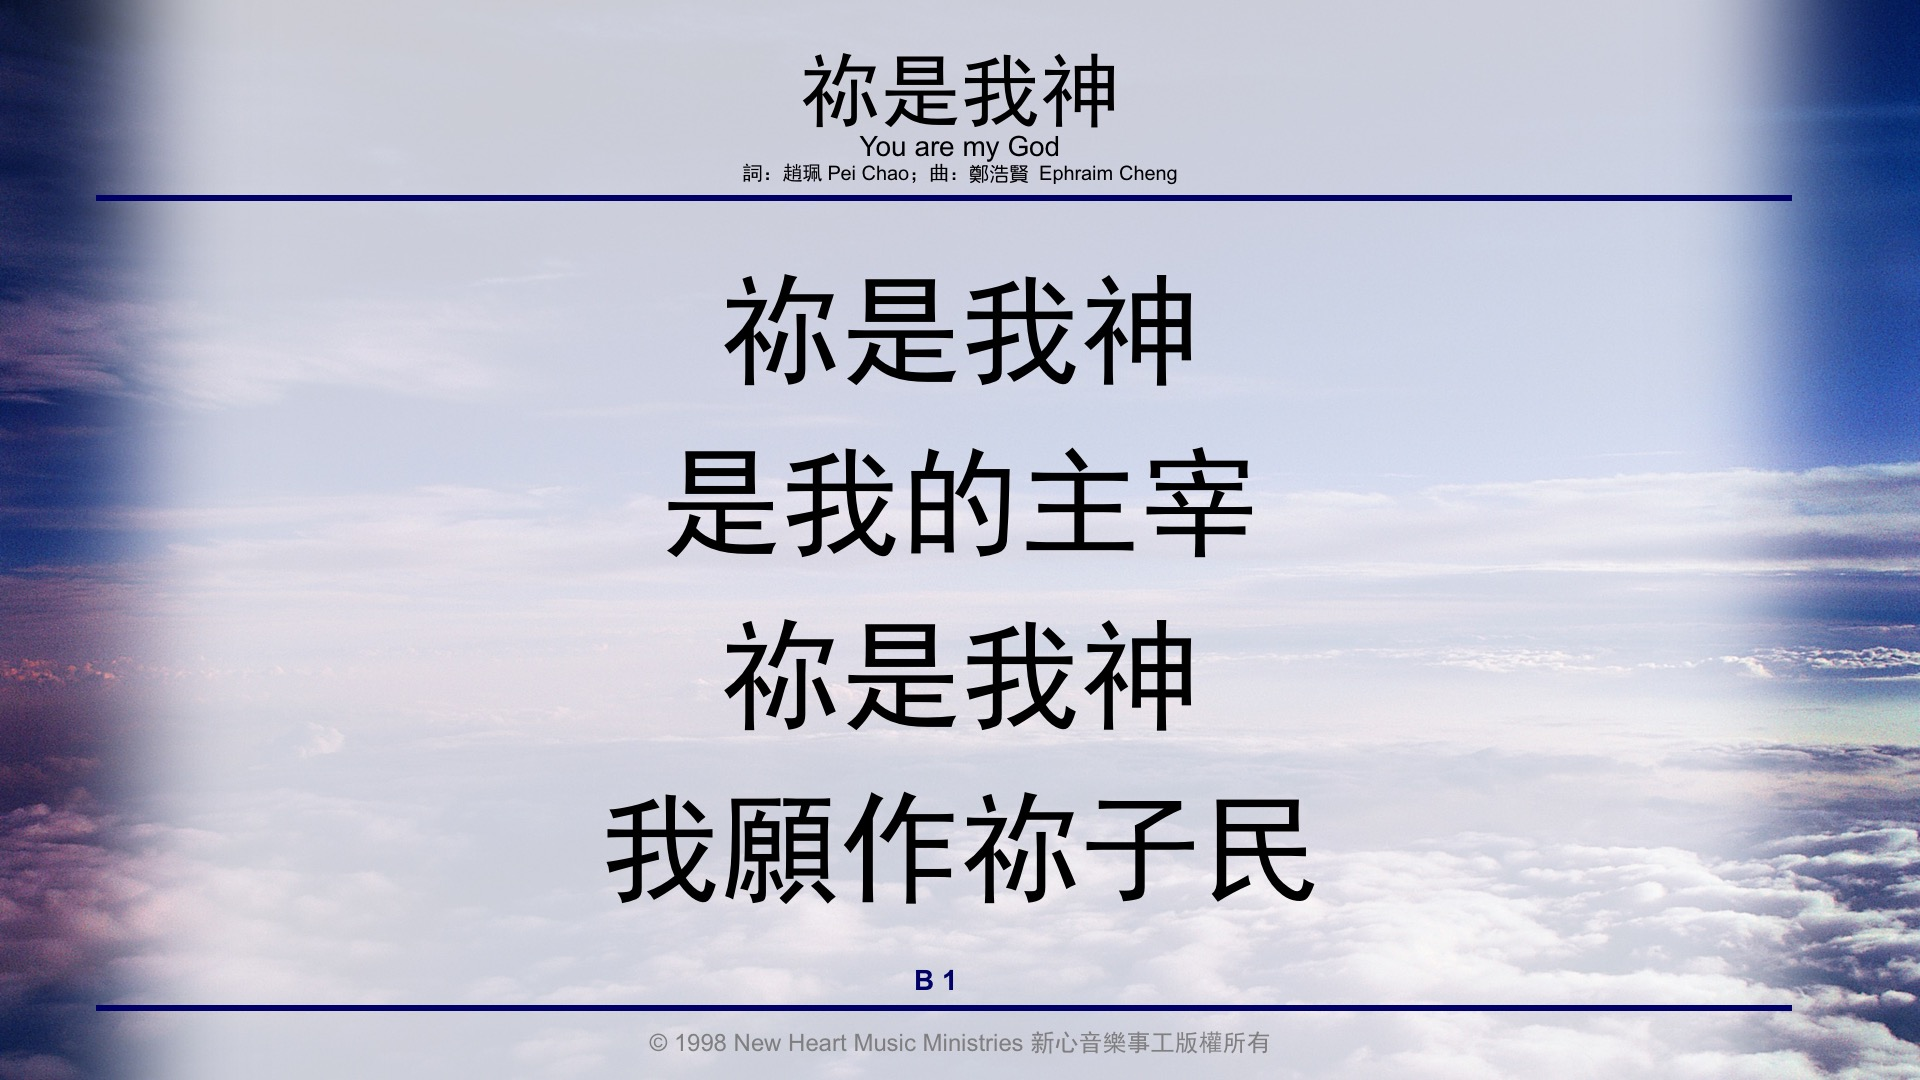 祢是我神
You are my God
詞：趙珮 Pei Chao；曲：鄭浩賢 Ephraim Cheng
祢是我神
是我的主宰
祢是我神
我願作祢子民
B 1
© 1998 New Heart Music Ministries 新心音樂事工版權所有